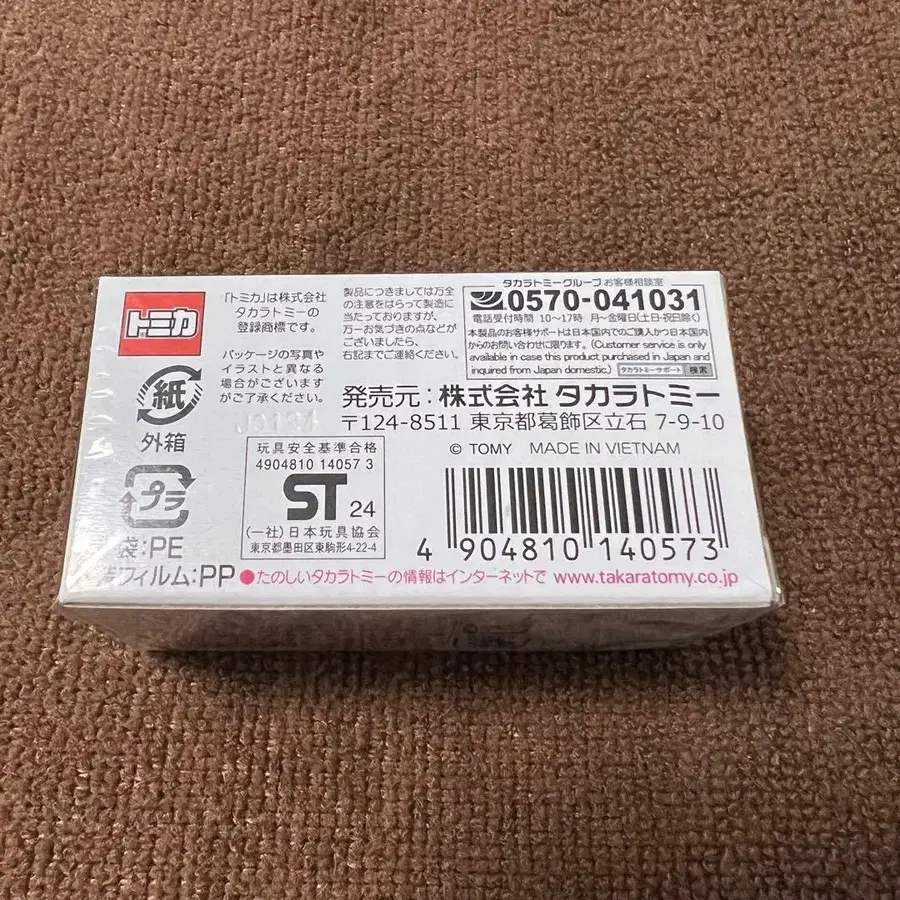 トミカ
「トミカ」は株式会社
タカラトミーの
登録商標です。
パッケージの写真や
イラストと異なる
場合がございますが
ご了承ください。
紙
外箱
プラ
袋:PE
フィルム:PP
製品につきましては万全
の注意をはらって製造に
当たっておりますが、
万一お気づきの点などが
ございましたら、
右記までご連絡ください。
タカラトミーグループ お客様相談室
0570-041031
電話受付時間 10~17時 月~金曜日(土日・祝日除く)
本製品のお客様サポートは日本国内でのご購入かつ日本国内
からのお問い合わせに限ります。(Customer service is only
available in case this product purchased in Japan and
inquired from Japan domestic.)
タカラトミーサポート 検索
発売元:株式会社 タカラトミー
〒124-8511 東京都葛飾区立石 7-9-10
© TOMY MADE IN VIETNAM
玩具安全基準合格
4904810 14057 3
ST 24
(一社)日本玩具協会
東京都墨田区東駒形4-22-4
4 904810 140573
●たのしいタカラトミーの情報はインターネットで www.takaratomy.co.jp